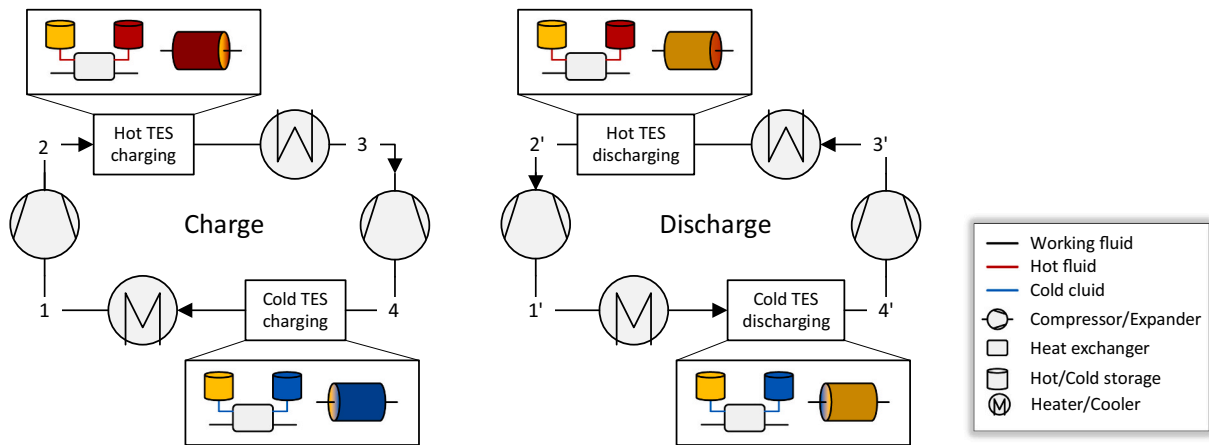 Hot TES
charging
2
3
Charge
1
Cold TES
charging
4
Hot TES
discharging
2'
3'
Discharge
1'
Cold TES
discharging
4'
Working fluid
Hot fluid
Cold cluid
Compressor/Expander
Heat exchanger
Hot/Cold storage
Heater/Cooler